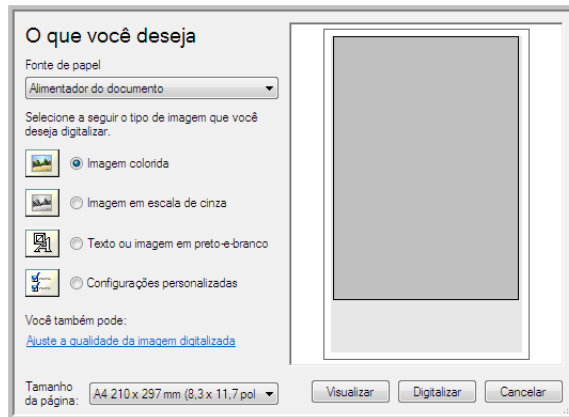 O que você deseja
Fonte de papel
Alimentador do documento
Selecione a seguir o tipo de imagem que você
deseja digitalizar.
Imagem colorida
Imagem em escala de cinza
Texto ou imagem em preto-e-branco
Configurações personalizadas
Você também pode:
Ajuste a qualidade da imagem digitalizada
Tamanho
da página:
A4 210 x 297 mm (8,3 x 11,7 pol
Visualizar
Digitalizar
Cancelar